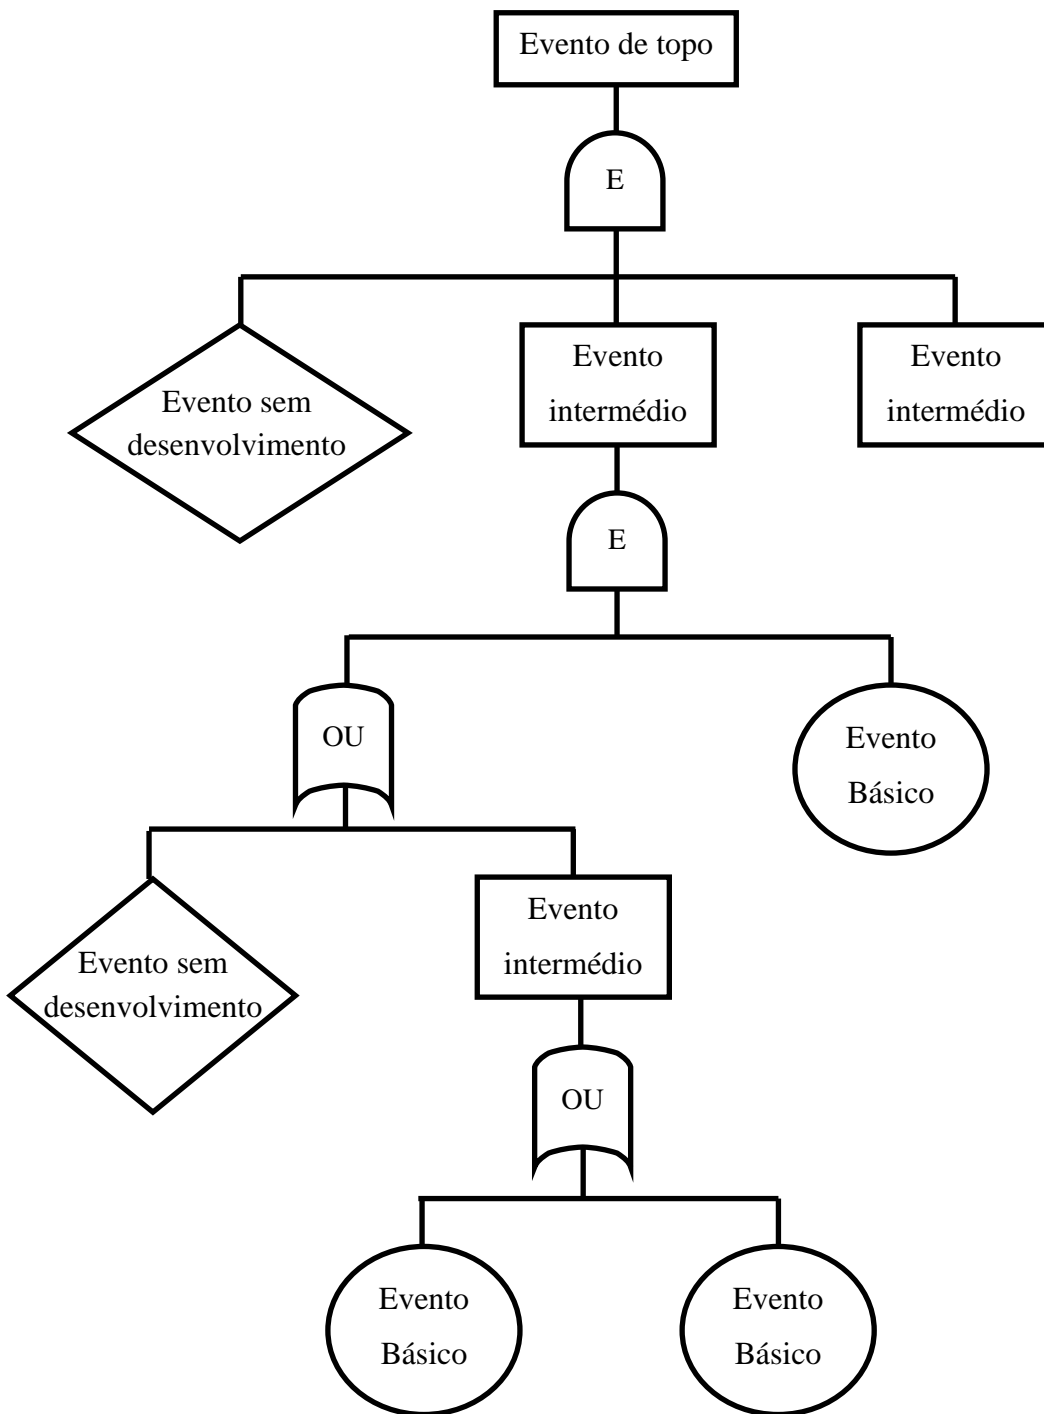 Evento de topo
E
Evento sem
desenvolvimento
Evento
intermédio
Evento
intermédio
E
OU
Evento
Básico
Evento sem
desenvolvimento
Evento
intermédio
OU
Evento
Básico
Evento
Básico